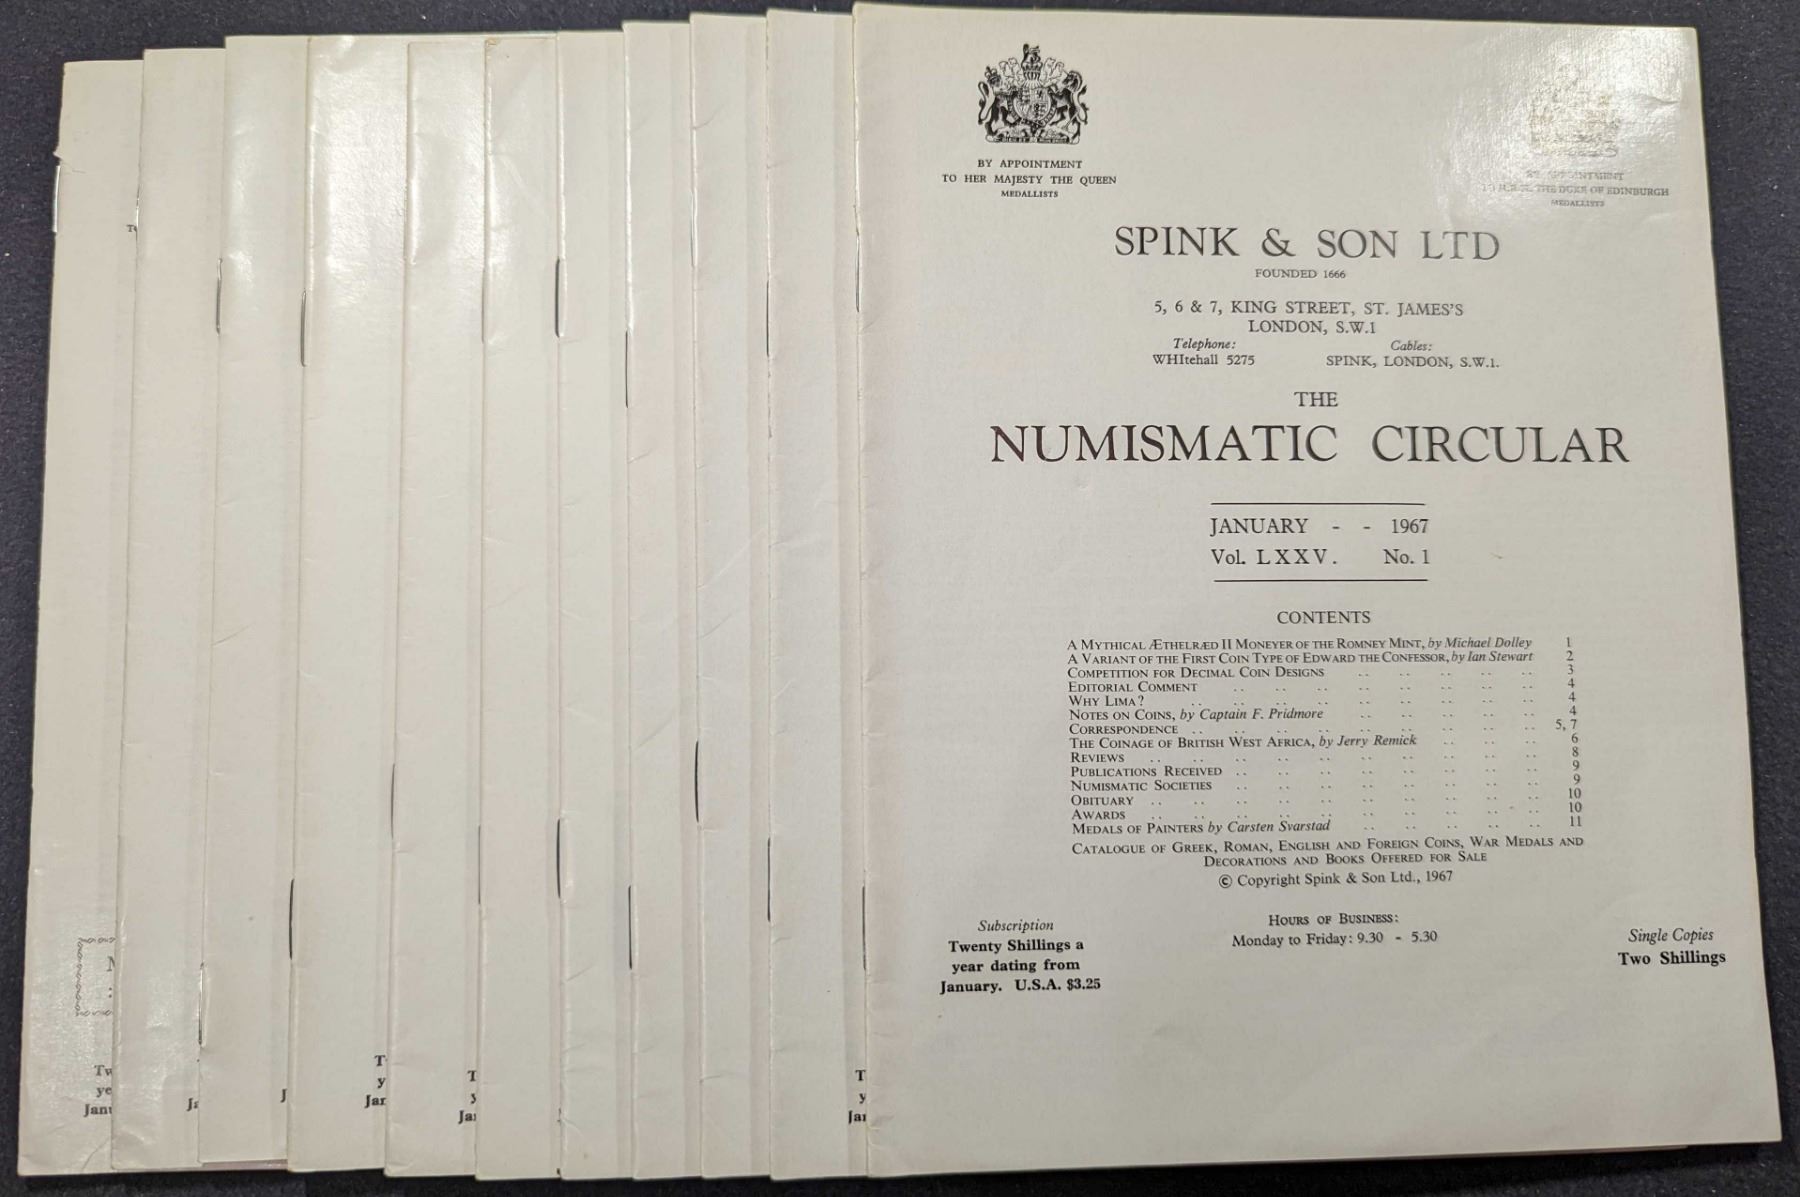 BY APPOINTMENT
TO HER MAJESTY THE QUEEN
MEDALLISTS
BY APPOINTMENT
TO H.R.H. THE DUKE OF EDINBURGH
MEDALLISTS
SPINK & SON LTD
FOUNDED 1666
5, 6 & 7, KING STREET, ST. JAMES'S
LONDON, S.W.1
Telephone: Cables:
WHItehall 5275 SPINK, LONDON, S.W.1.
THE
NUMISMATIC CIRCULAR
JANUARY - - 1967
Vol. LXXV. No. 1
CONTENTS
A MYTHICAL ÆTHELRÆD II MONEYER OF THE ROMNEY MINT, by Michael Dolley 1
A VARIANT OF THE FIRST COIN TYPE OF EDWARD THE CONFESSOR, by Ian Stewart 2
COMPETITION FOR DECIMAL COIN DESIGNS .. .. .. .. .. 3
EDITORIAL COMMENT .. .. .. .. .. .. .. .. 4
WHY LIMA? .. .. .. .. .. .. .. .. .. 4
NOTES ON COINS, by Captain F. Pridmore .. .. .. .. .. 4
CORRESPONDENCE .. .. .. .. .. .. .. .. .. 5, 7
THE COINAGE OF BRITISH WEST AFRICA, by Jerry Remick .. .. .. 6
REVIEWS .. .. .. .. .. .. .. .. .. .. 8
PUBLICATIONS RECEIVED .. .. .. .. .. .. .. .. 9
NUMISMATIC SOCIETIES .. .. .. .. .. .. .. .. 9
OBITUARY .. .. .. .. .. .. .. .. .. .. 10
AWARDS .. .. .. .. .. .. .. .. .. .. 10
MEDALS OF PAINTERS by Carsten Svarstad .. .. .. .. .. 11
CATALOGUE OF GREEK, ROMAN, ENGLISH AND FOREIGN COINS, WAR MEDALS AND
DECORATIONS AND BOOKS OFFERED FOR SALE
© Copyright Spink & Son Ltd., 1967
Subscription
Twenty Shillings a
year dating from
January. U.S.A. $3.25
HOURS OF BUSINESS:
Monday to Friday: 9.30 - 5.30
Single Copies
Two Shillings